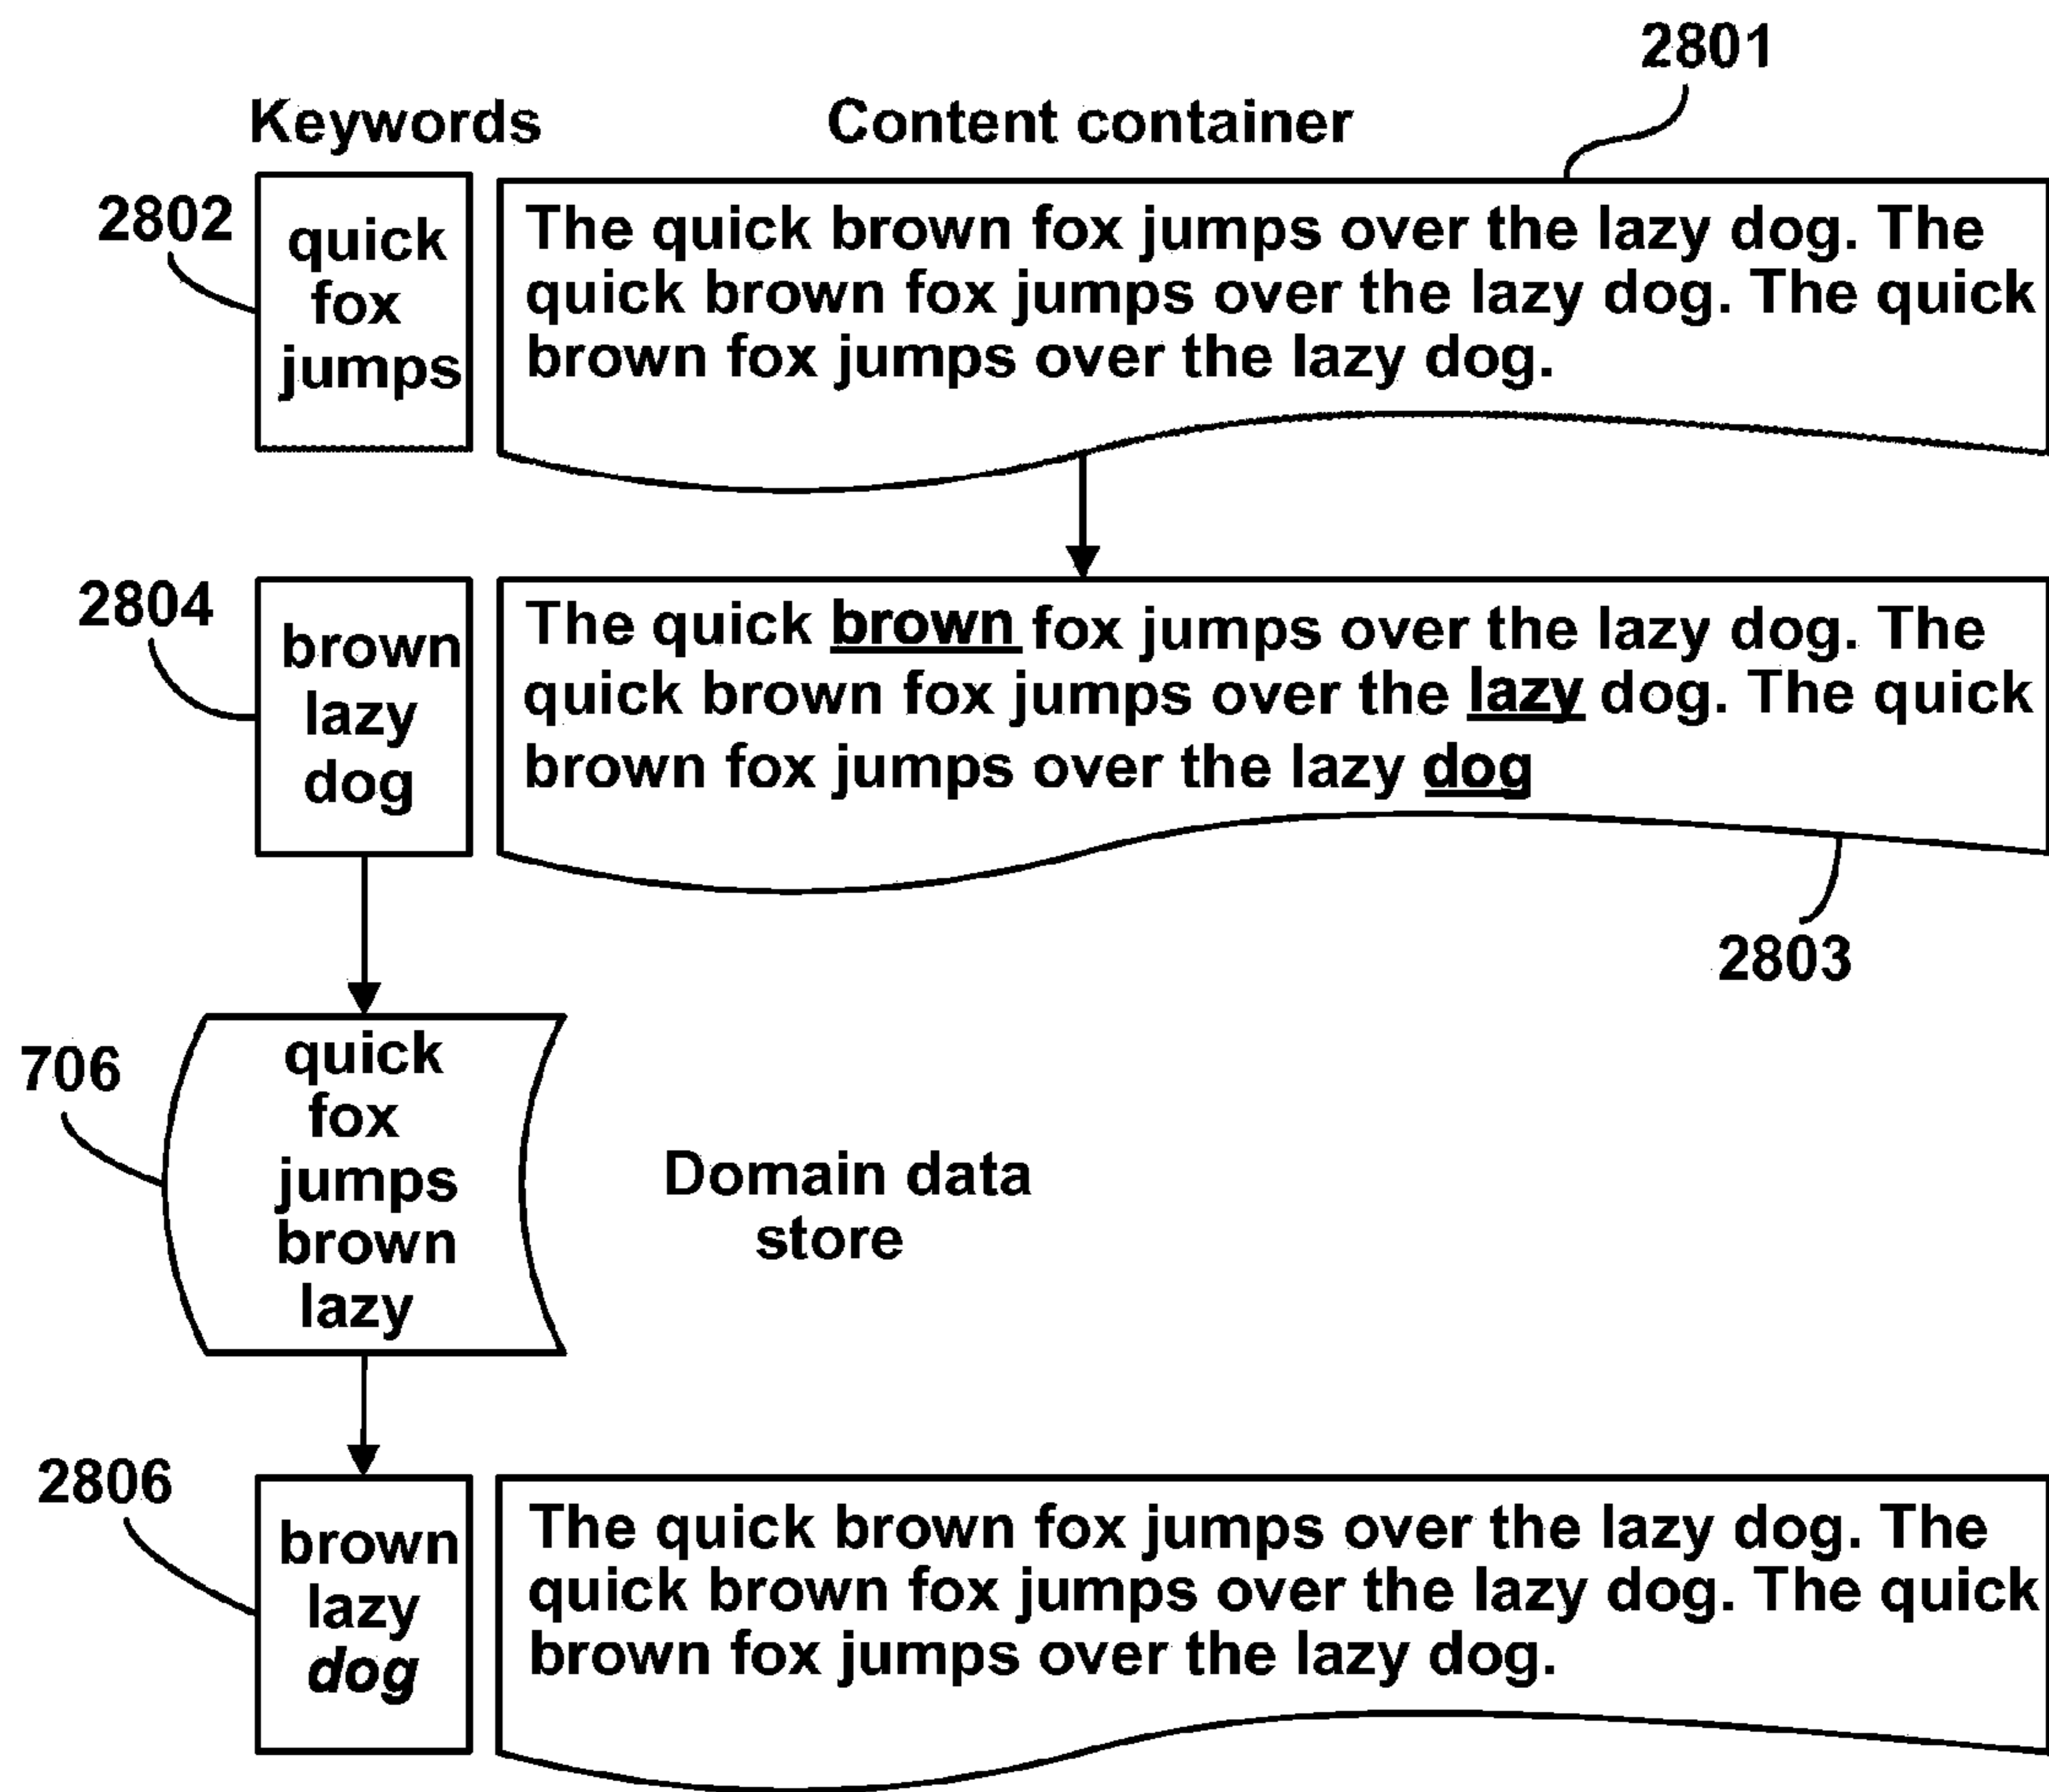 2801
Keywords
Content container
2802
quick
fox
jumps
The quick brown fox jumps over the lazy dog. The
quick brown fox jumps over the lazy dog. The quick
brown fox jumps over the lazy dog.
2804
brown
lazy
dog
The quick brown fox jumps over the lazy dog. The
quick brown fox jumps over the lazy dog. The quick
brown fox jumps over the lazy dog
2803
706
quick
fox
jumps
brown
lazy
Domain data
store
2806
brown
lazy
dog
The quick brown fox jumps over the lazy dog. The
quick brown fox jumps over the lazy dog. The quick
brown fox jumps over the lazy dog.